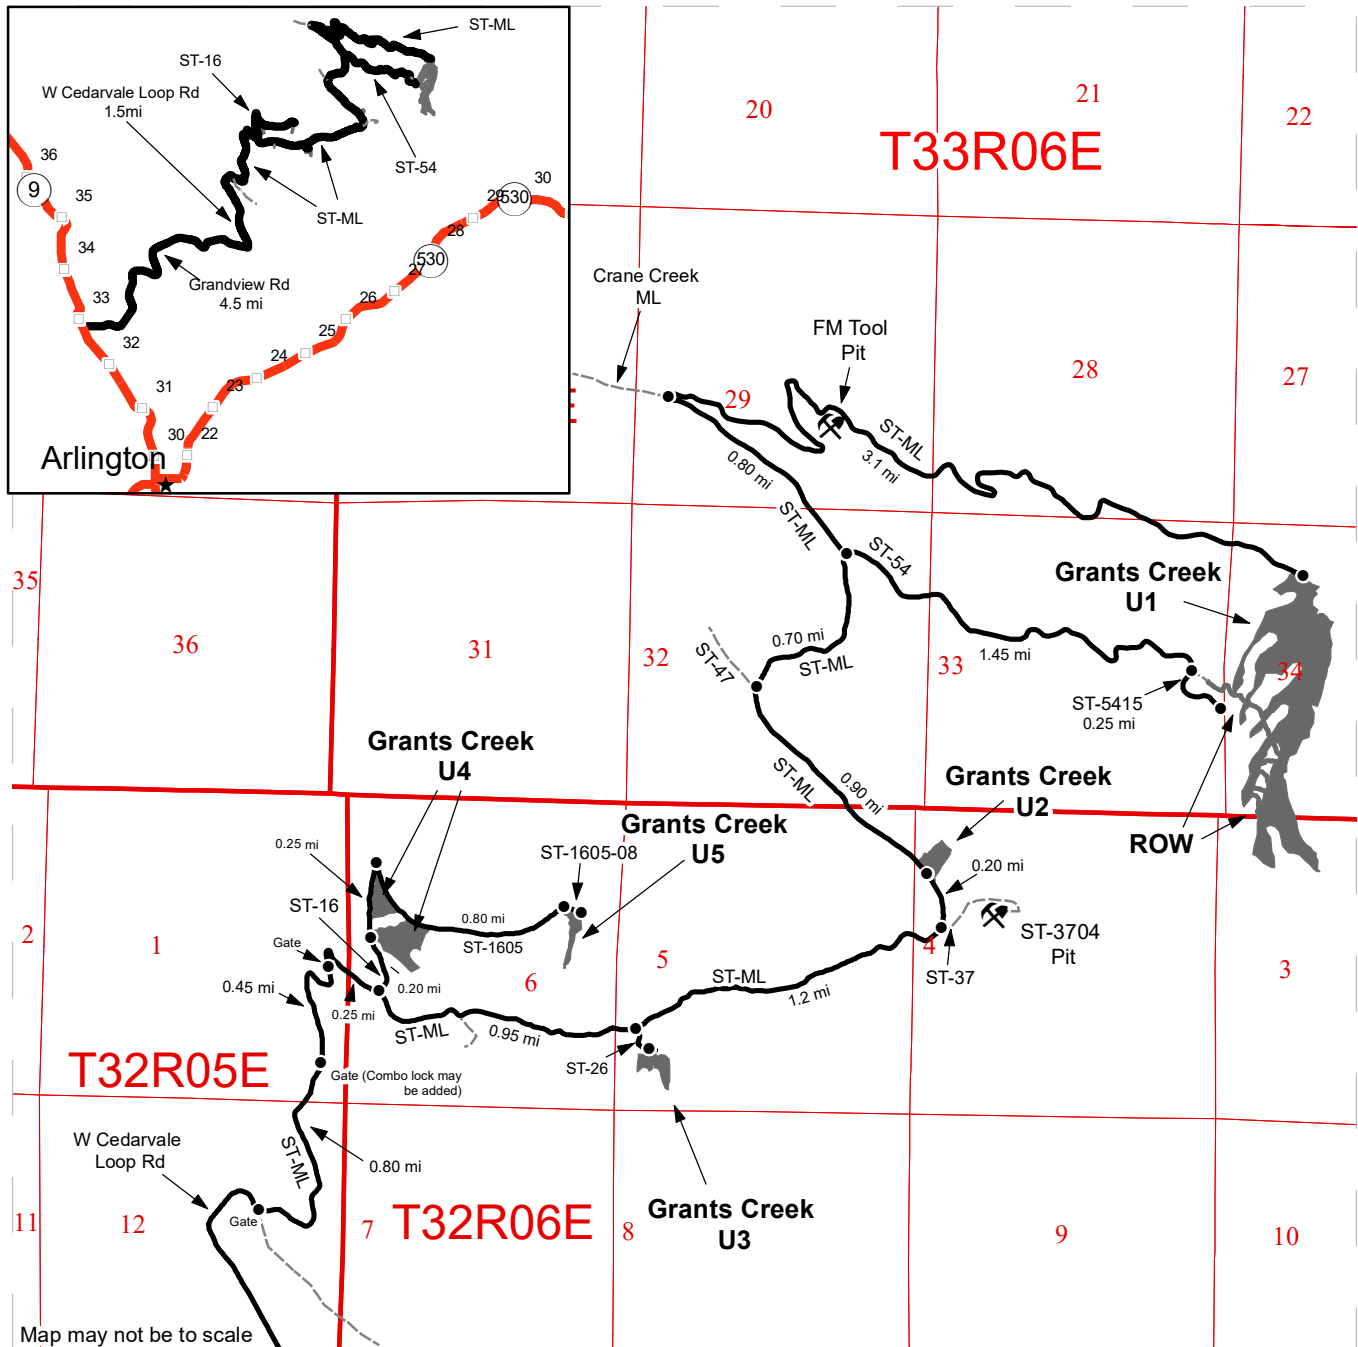 ST-ML
ST-16
W Cedarvale Loop Rd
1.5mi
ST-54
ST-ML
Grandview Rd
4.5 mi
36
9
35
34
33
32
31
30
22
23
24
25
26
27
530
28
29
530
30
Arlington
20
21
22
T33R06E
Crane Creek
ML
FM Tool
Pit
29
28
27
ST-ML
3.1 mi
0.80 mi
ST-ML
ST-54
35
36
31
32
33
34
Grants Creek
U1
0.70 mi
ST-ML
1.45 mi
ST-47
ST-5415
0.25 mi
Grants Creek
U4
ST-ML
0.90 mi
Grants Creek
U2
ROW
Grants Creek
U5
0.25 mi
ST-1605-08
0.20 mi
ST-16
0.80 mi
ST-1605
ST-3704
Pit
2
1
Gate
6
5
4
3
0.45 mi
0.20 mi
0.25 mi
ST-ML
0.95 mi
ST-ML
1.2 mi
ST-37
T32R05E
Gate (Combo lock may
be added)
ST-26
W Cedarvale
Loop Rd
ST-ML
0.80 mi
Gate
11
12
7
T32R06E
8
Grants Creek
U3
9
10
Map may not be to scale